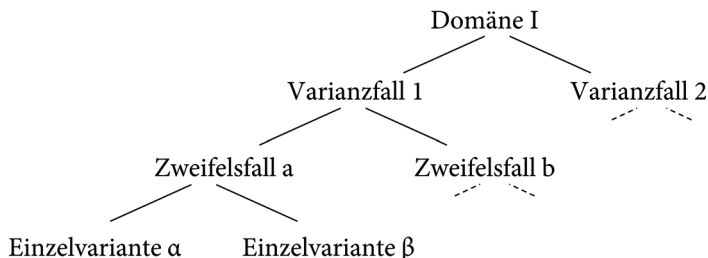 Domäne I
Varianzfall 1 Varianzfall 2
Zweifelsfall a Zweifelsfall b
Einzelvariante α Einzelvariante β